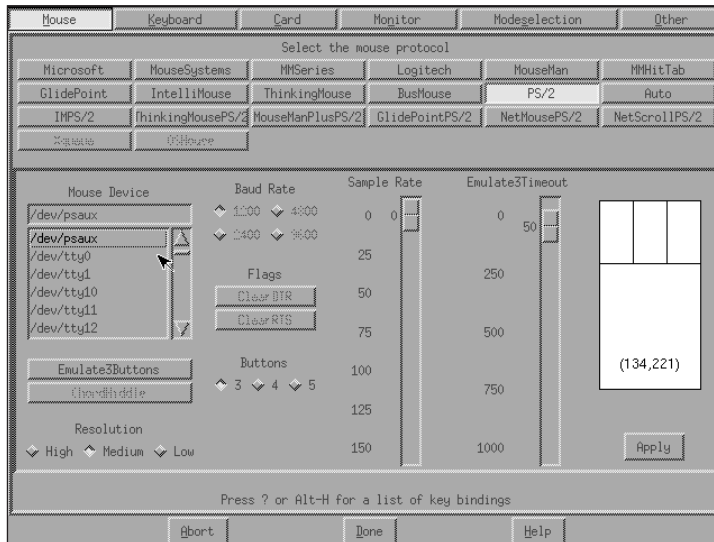 Mouse Keyboard Card Monitor Modeselection Other
Select the mouse protocol
Microsoft MouseSystems MMSeries Logitech MouseMan MMHitTab
GlidePoint IntelliMouse ThinkingMouse BusMouse PS/2 Auto
IMPS/2 ThinkingMousePS/2 MouseManPlusPS/2 GlidePointPS/2 NetMousePS/2 NetScrollPS/2
Xqueue OSMouse
Mouse Device
/dev/psaux
/dev/psaux
/dev/tty0
/dev/tty1
/dev/tty10
/dev/tty11
/dev/tty12
Emulate3Buttons
ChordMiddle
Resolution
High Medium Low
Baud Rate
1200 4800
2400 9600
Flags
ClearDTR
ClearRTS
Buttons
3 4 5
Sample Rate
0 0
25
50
75
100
125
150
Emulate3Timeout
0
50
250
500
750
1000
(134,221)
Apply
Press ? or Alt-H for a list of key bindings
Abort Done Help